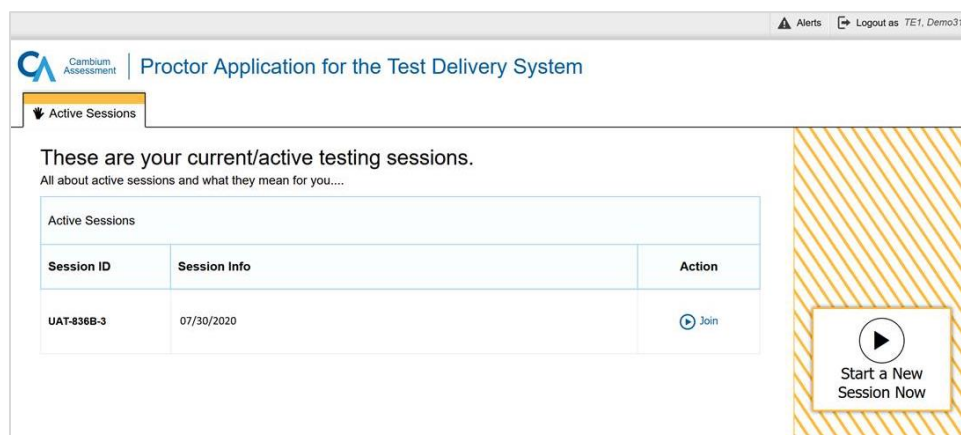 Alerts Logout as TE1, Demo31
Cambium
Assessment
Proctor Application for the Test Delivery System
Active Sessions
These are your current/active testing sessions.
All about active sessions and what they mean for you....
Active Sessions
Session ID Session Info Action
UAT-836B-3 07/30/2020 Join
Start a New
Session Now